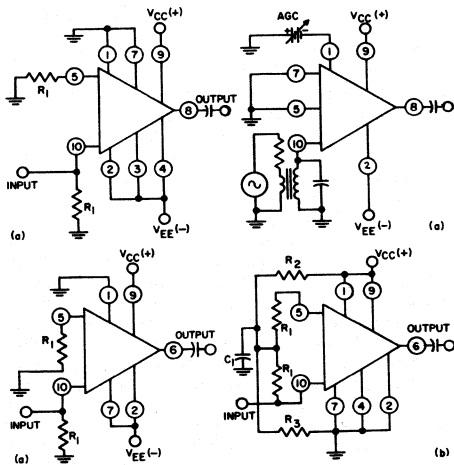 VCC(+)
1
7
9
5
R1
8
OUTPUT
10
INPUT
2
3
4
R1
VEE(-)
(a)
AGC
VCC(+)
1
9
7
5
8
10
2
VEE(-)
(a)
VCC(+)
1
9
5
R1
OUTPUT
6
10
INPUT
R1
7
2
VEE(-)
(a)
VCC(+)
R2
1
9
5
R1
C1
OUTPUT
6
R1
10
INPUT
R3
7
4
2
(b)